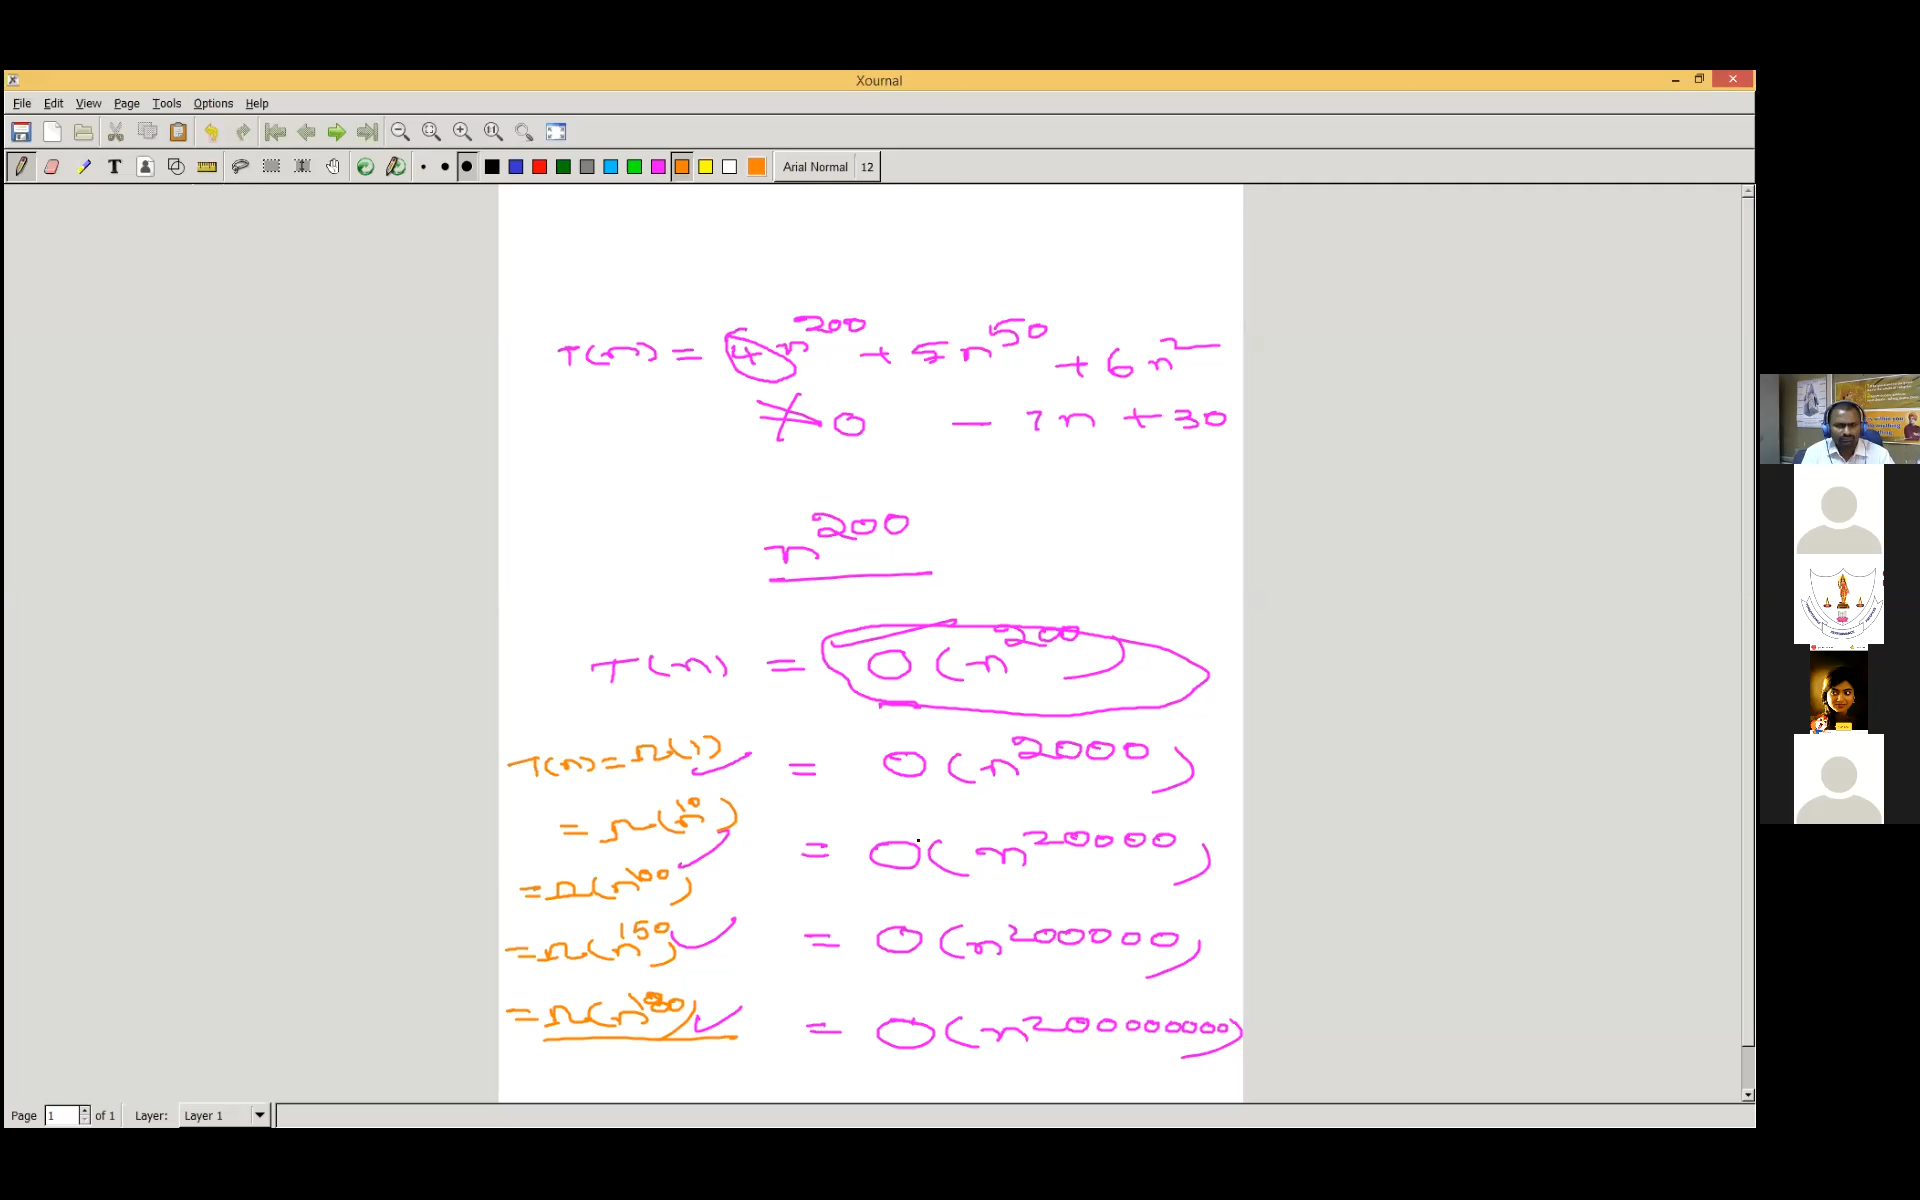 Xournal
File Edit View Page Tools Options Help
Arial Normal 12
T(n) = 4n^200 + 5n^50 + 6n^2
≠ 0 - 7n + 30
n^200
T(n) = O(n^200)
T(n) = Ω(1) = O(n^2000)
= Ω(n^10) = O(n^20000)
= Ω(n^100)
= Ω(n^150) = O(n^200000)
= Ω(n^180) = O(n^200000000)
Page 1 of 1 Layer: Layer 1